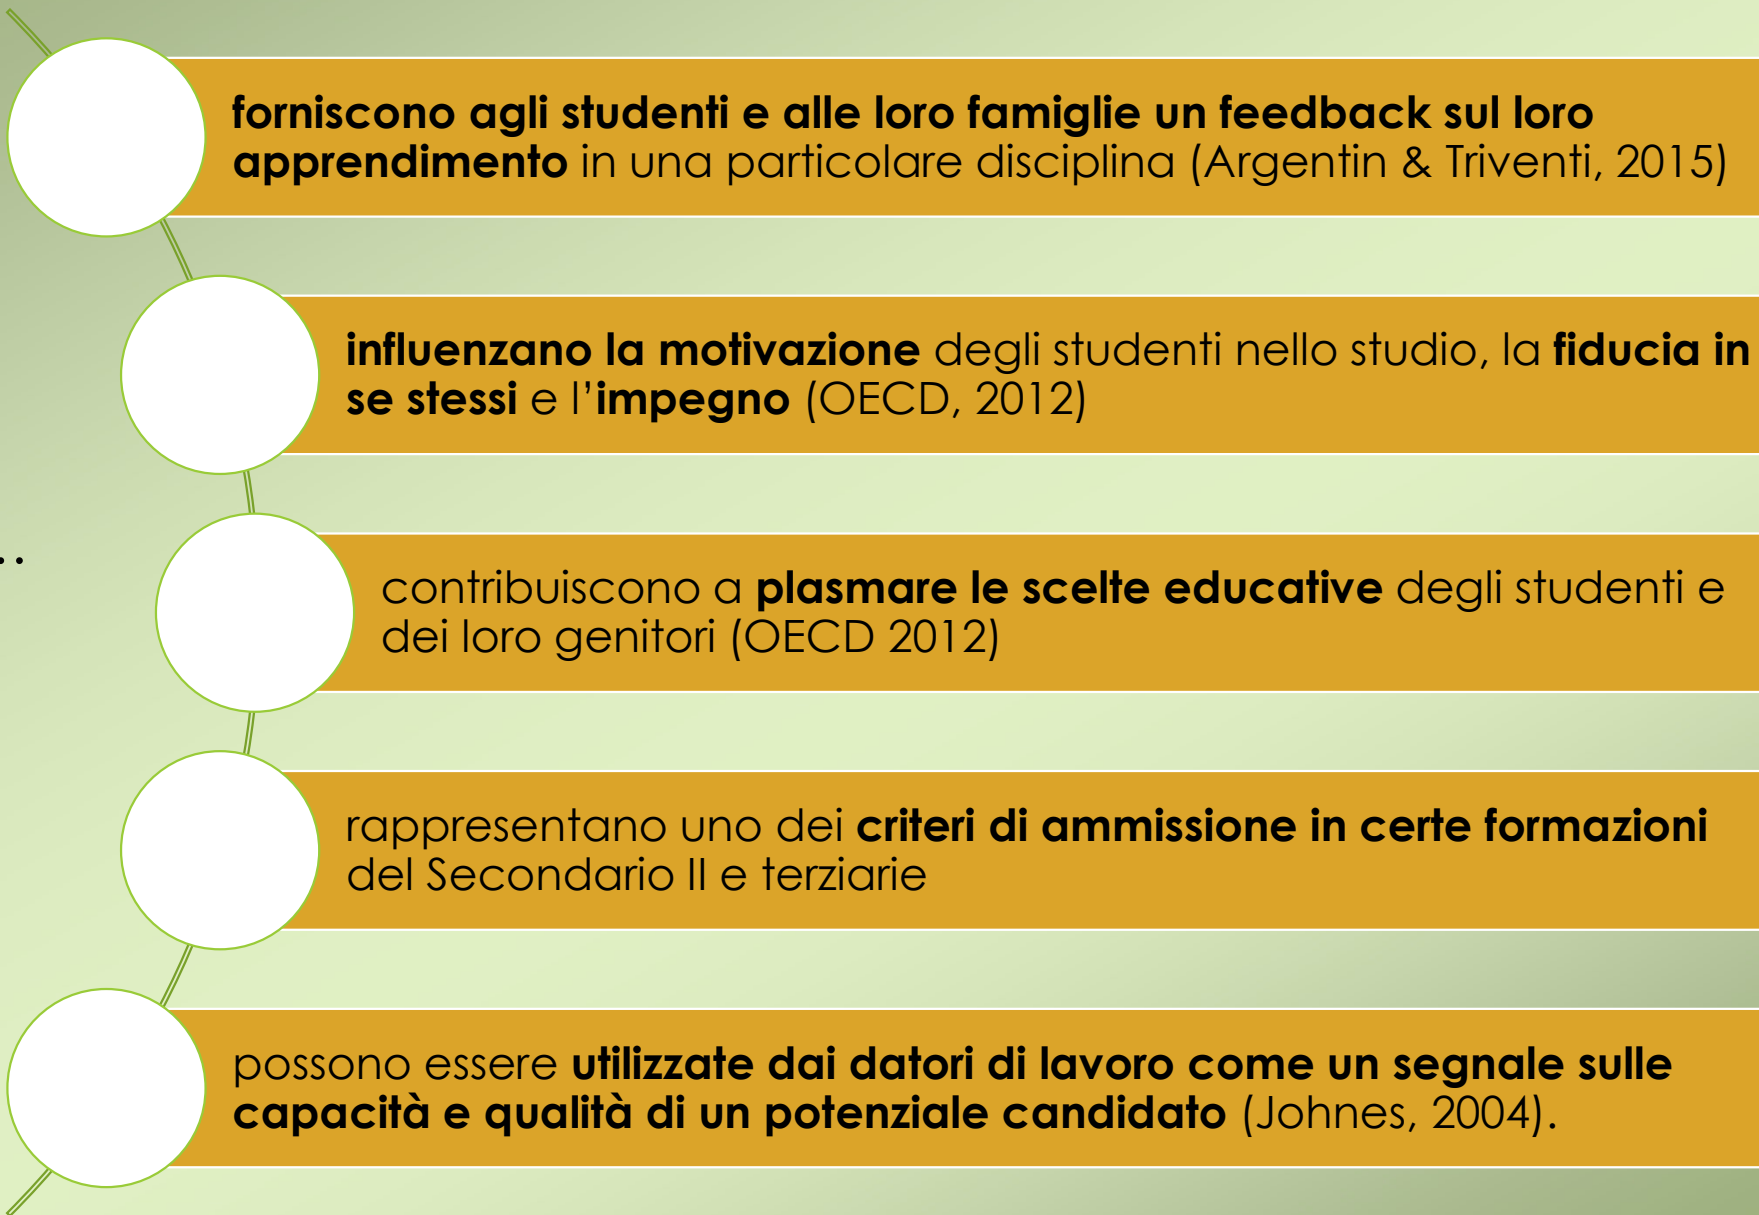 forniscono agli studenti e alle loro famiglie un feedback sul loro
apprendimento in una particolare disciplina (Argentin & Triventi, 2015)
influenzano la motivazione degli studenti nello studio, la fiducia in
se stessi e l’impegno (OECD, 2012)
..
contribuiscono a plasmare le scelte educative degli studenti e
dei loro genitori (OECD 2012)
rappresentano uno dei criteri di ammissione in certe formazioni
del Secondario II e terziarie
possono essere utilizzate dai datori di lavoro come un segnale sulle
capacità e qualità di un potenziale candidato (Johnes, 2004).